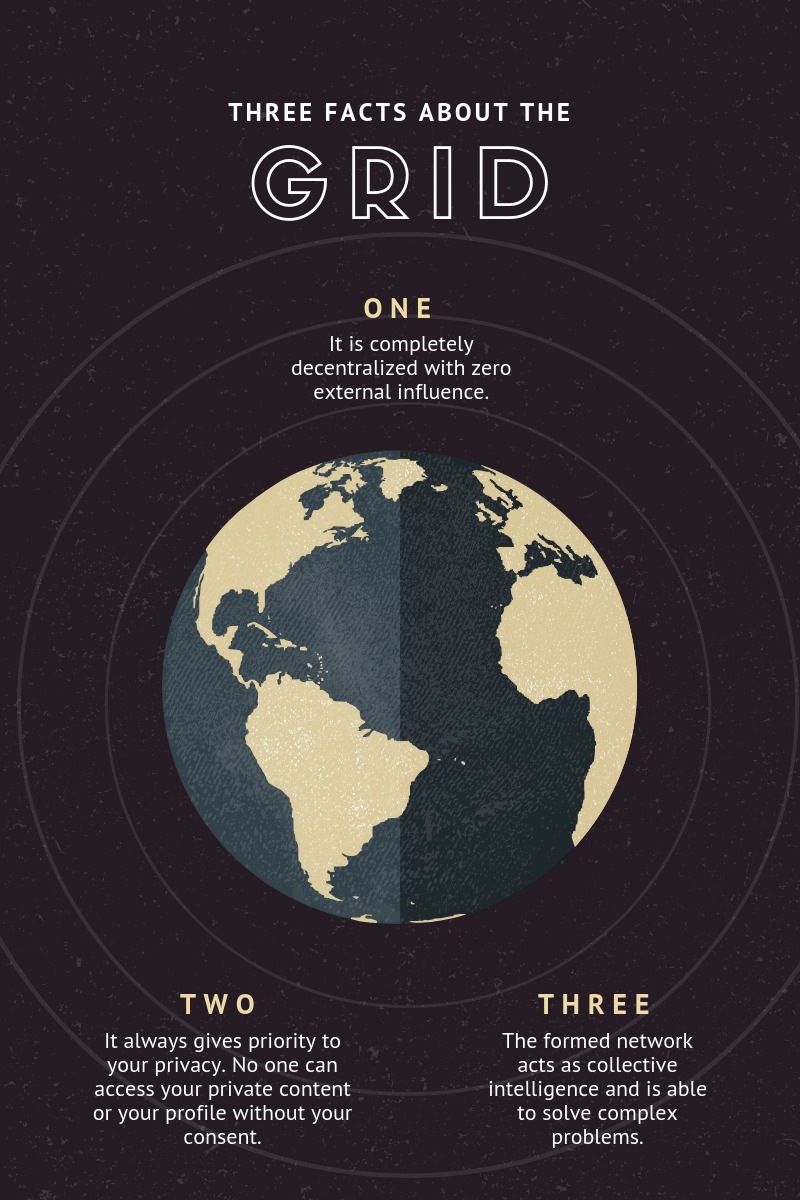 THREE FACTS ABOUT THE
GRID
ONE
It is completely
decentralized with zero
external influence.
TWO
It always gives priority to
your privacy. No one can
access your private content
or your profile without your
consent.
THREE
The formed network
acts as collective
intelligence and is able
to solve complex
problems.